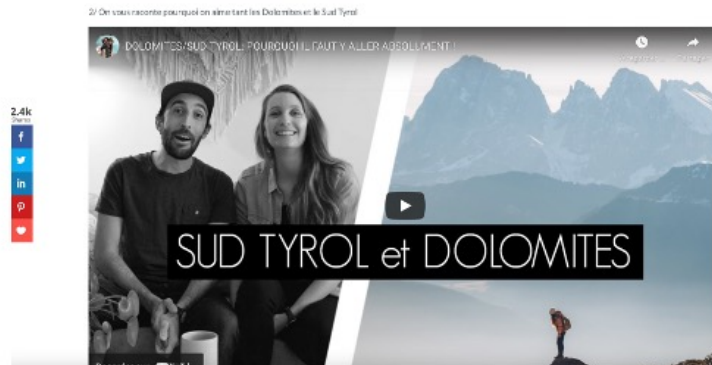 2/ On vous raconte pourquoi on aime tant les Dolomites et le Sud Tyrol
DOLOMITES/SUD-TYROL: POURQUOI IL FAUT Y ALLER ABSOLUMENT !
2.4k
Shares
SUD TYROL et DOLOMITES